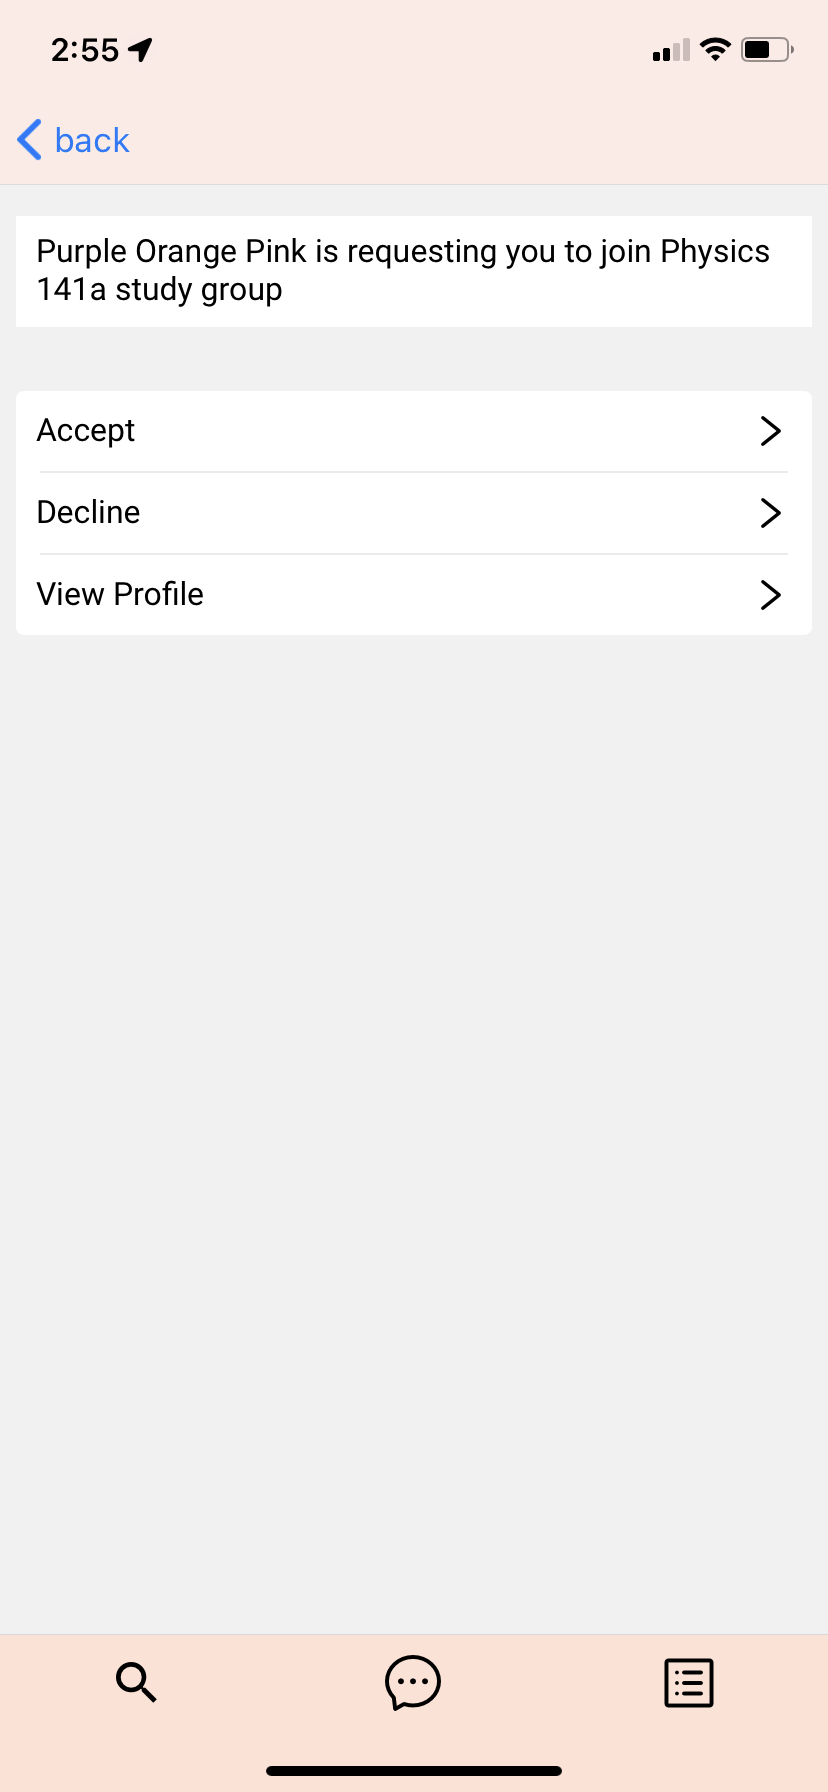 2:55
back
Purple Orange Pink is requesting you to join Physics
141a study group
Accept
Decline
View Profile